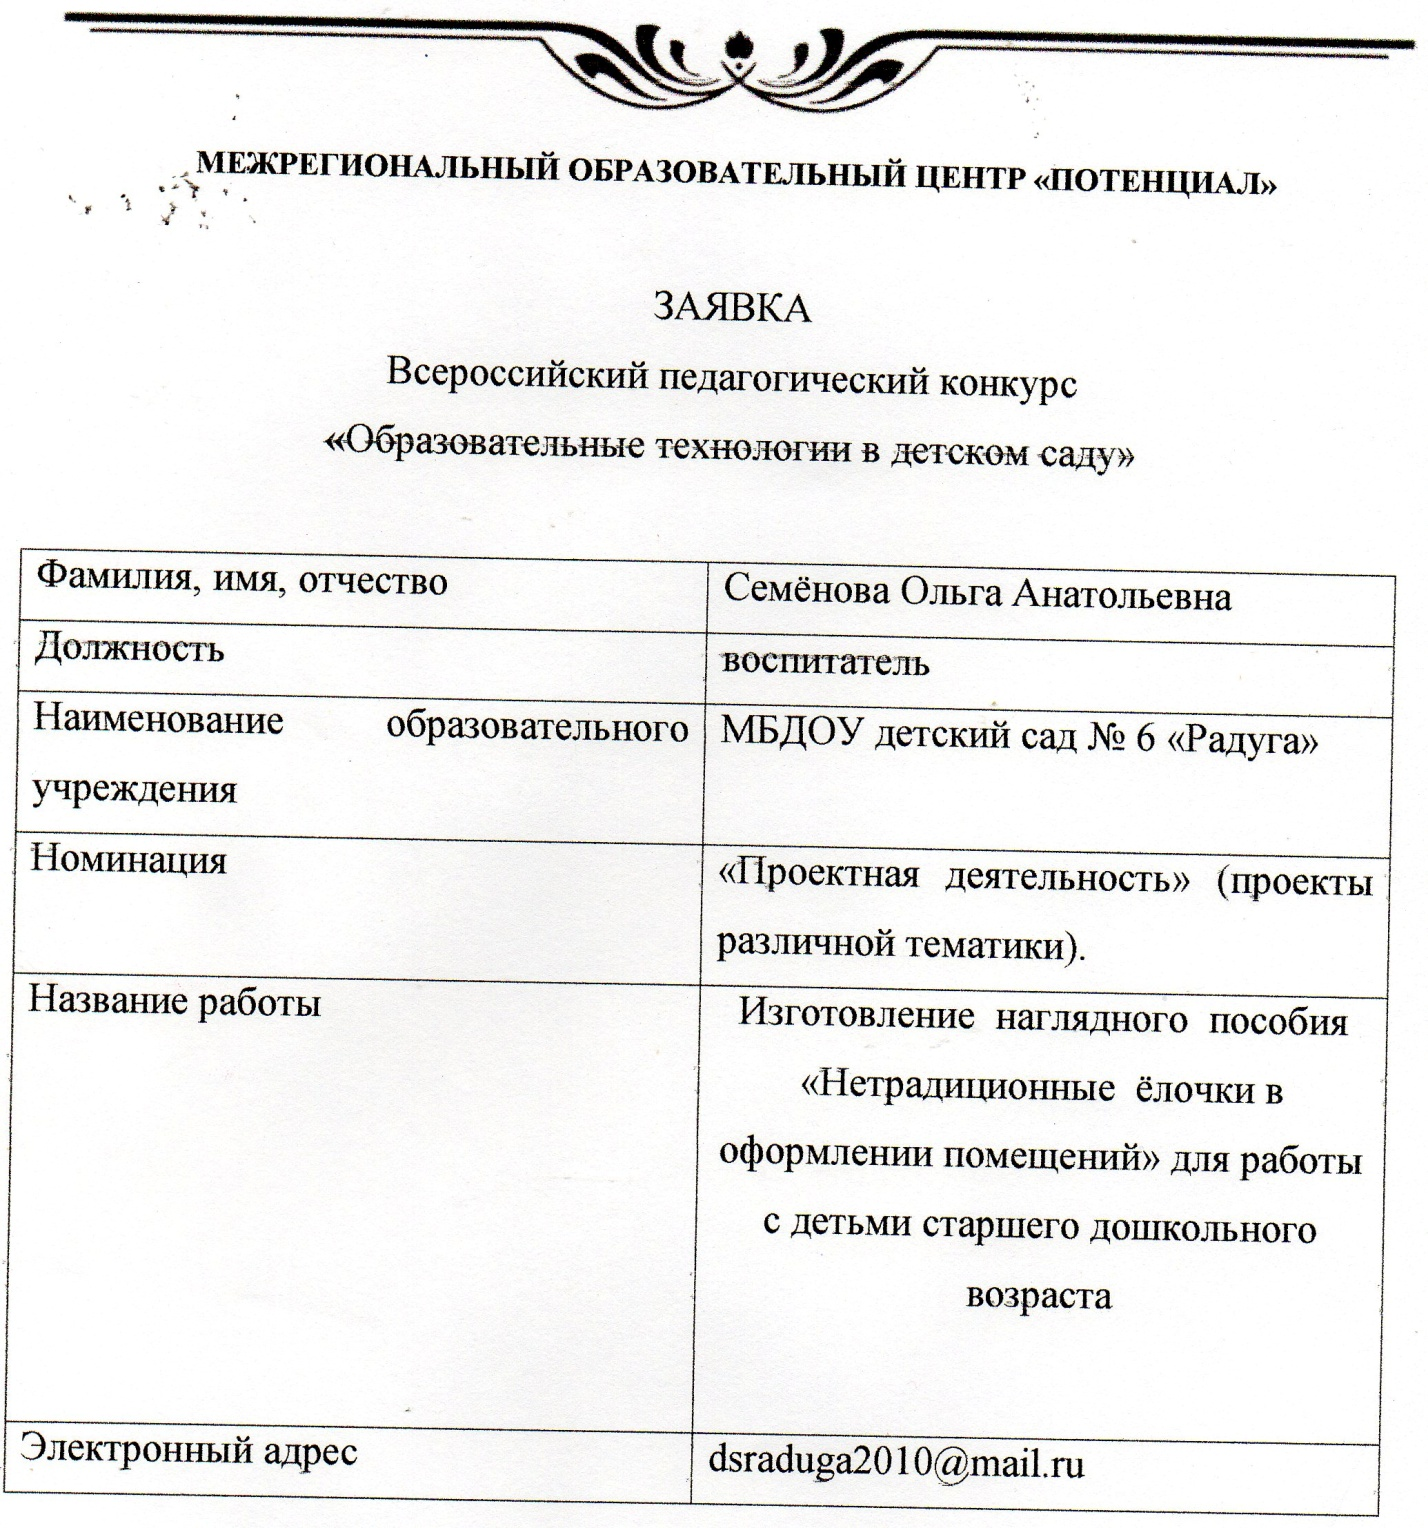 МЕЖРЕГИОНАЛЬНЫЙ ОБРАЗОВАТЕЛЬНЫЙ ЦЕНТР «ПОТЕНЦИАЛ»
ЗАЯВКА
Всероссийский педагогический конкурс
«Образовательные технологии в детском саду»
Фамилия, имя, отчество
Семёнова Ольга Анатольевна
Должность
воспитатель
Наименование образовательного
учреждения
МБДОУ детский сад № 6 «Радуга»
Номинация
«Проектная деятельность» (проекты
различной тематики).
Название работы
Изготовление наглядного пособия
«Нетрадиционные ёлочки в
оформлении помещений» для работы
с детьми старшего дошкольного
возраста
Электронный адрес
dsraduga2010@mail.ru